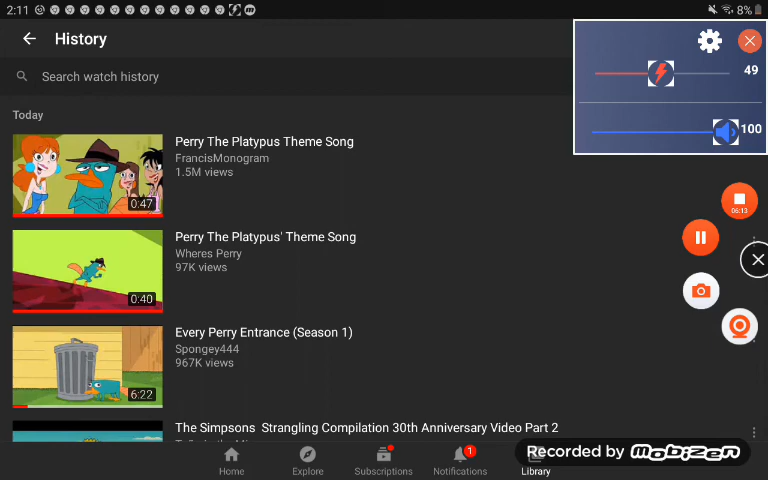 2:11
8%
History
49
Search watch history
Today
100
Perry The Platypus Theme Song
FrancisMonogram
1.5M views
0:47
06:13
Perry The Platypus' Theme Song
Wheres Perry
97K views
0:40
Every Perry Entrance (Season 1)
Spongey444
967K views
6:22
The Simpsons Strangling Compilation 30th Anniversary Video Part 2
1
Recorded by MOBIZEN
Home
Explore
Subscriptions
Notifications
Library